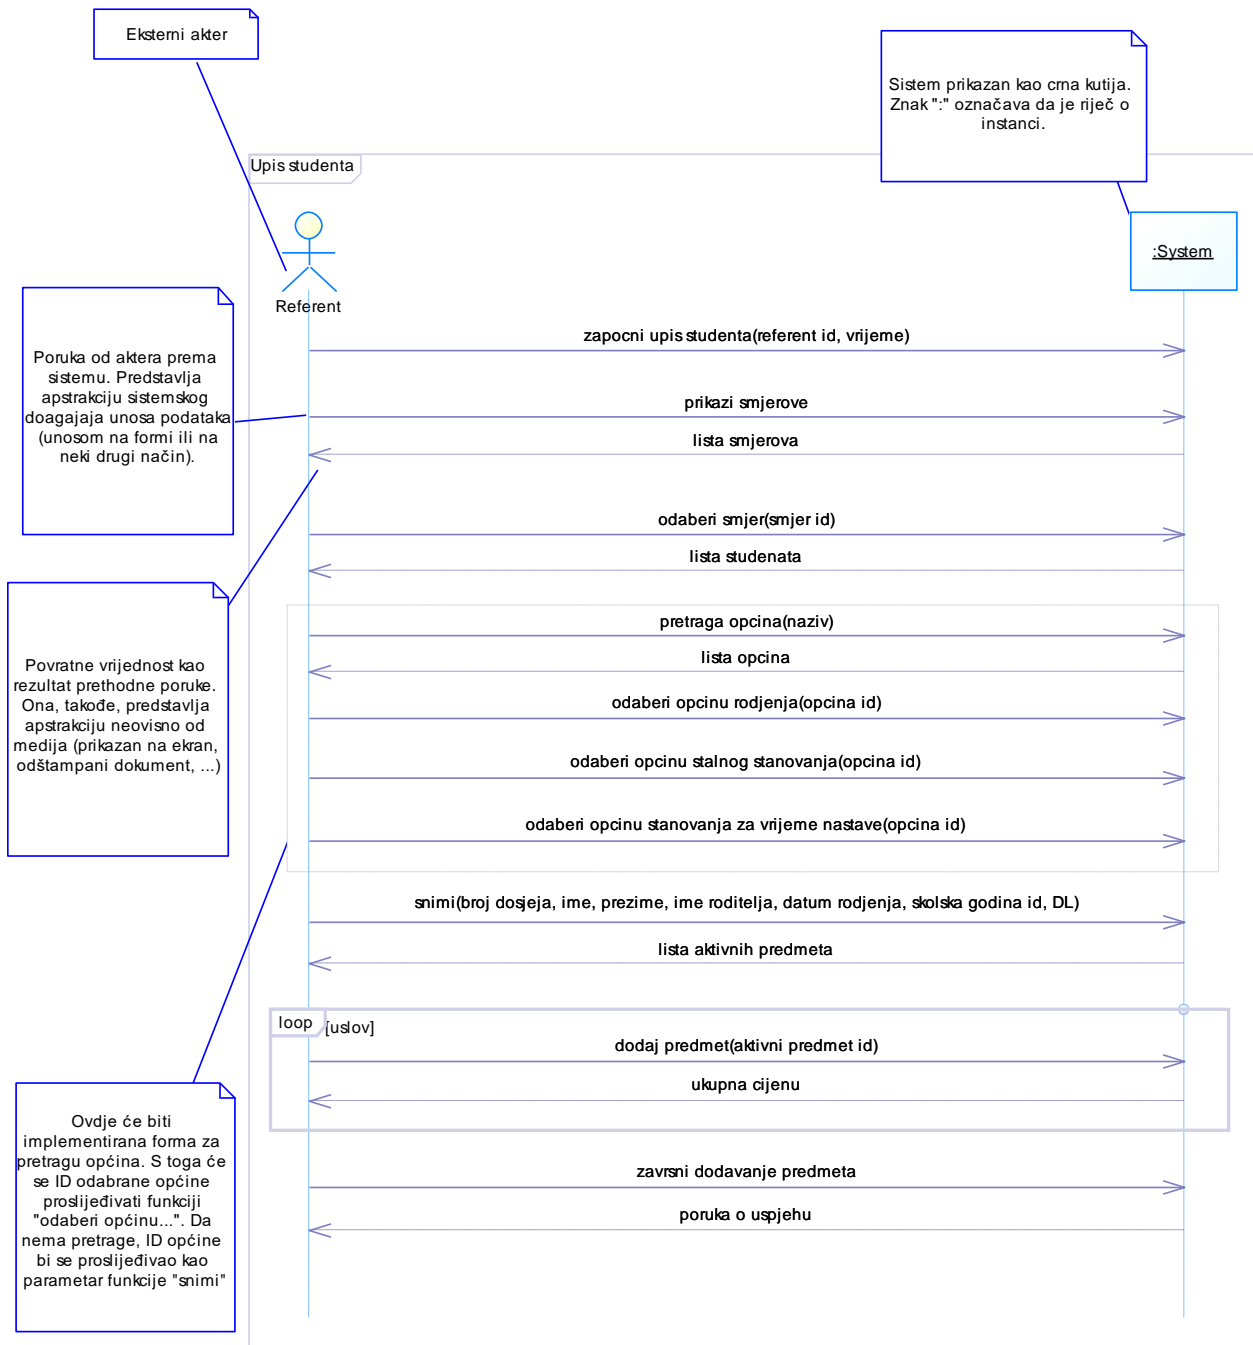 Eksterni akter
Sistem prikazan kao crna kutija.
Znak ":" označava da je riječ o
instanci.
Upis studenta
:System
Referent
zapocni upis studenta(referent id, vrijeme)
Poruka od aktera prema
sistemu. Predstavlja
apstrakciju sistemskog
doagajaja unosa podataka
(unosom na formi ili na
neki drugi način).
prikazi smjerove
lista smjerova
odaberi smjer(smjer id)
lista studenata
Povratne vrijednost kao
rezultat prethodne poruke.
Ona, takođe, predstavlja
apstrakciju neovisno od
medija (prikazan na ekran,
odštampani dokument, ...)
pretraga opcina(naziv)
lista opcina
odaberi opcinu rodjenja(opcina id)
odaberi opcinu stalnog stanovanja(opcina id)
odaberi opcinu stanovanja za vrijeme nastave(opcina id)
snimi(broj dosjeja, ime, prezime, ime roditelja, datum rodjenja, skolska godina id, DL)
lista aktivnih predmeta
loop
[uslov]
dodaj predmet(aktivni predmet id)
ukupna cijenu
Ovdje će biti
implementirana forma za
pretragu općina. S toga će
se ID odabrane općine
proslijeđivati funkciji
"odaberi općinu...". Da
nema pretrage, ID općine
bi se proslijeđivao kao
parametar funkcije "snimi"
zavrsni dodavanje predmeta
poruka o uspjehu